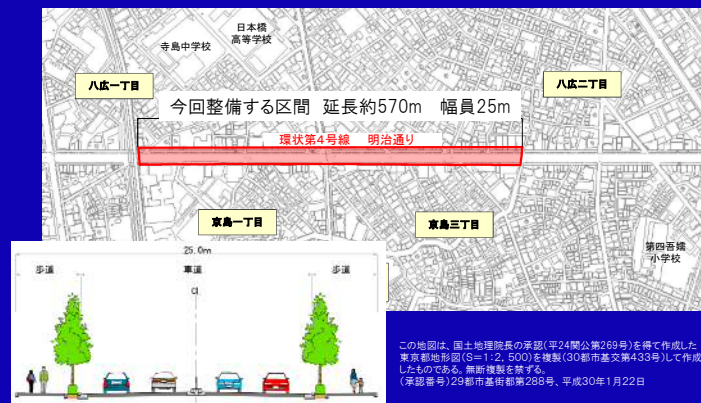 日本橋
高等学校
寺島中学校
八広一丁目
八広二丁目
今回整備する区間 延長約570m 幅員25m
環状第4号線 明治通り
京島一丁目
京島三丁目
第四吾嬬
小学校
25.0m
歩道 車道 歩道
この地図は、国土地理院長の承認(平24関公第269号)を得て作成した
東京都地形図(S=1:2,500)を複製(30都市基交第433号)して作成
したものである。無断複製を禁ずる。
(承認番号)29都市基街都第288号、平成30年1月22日